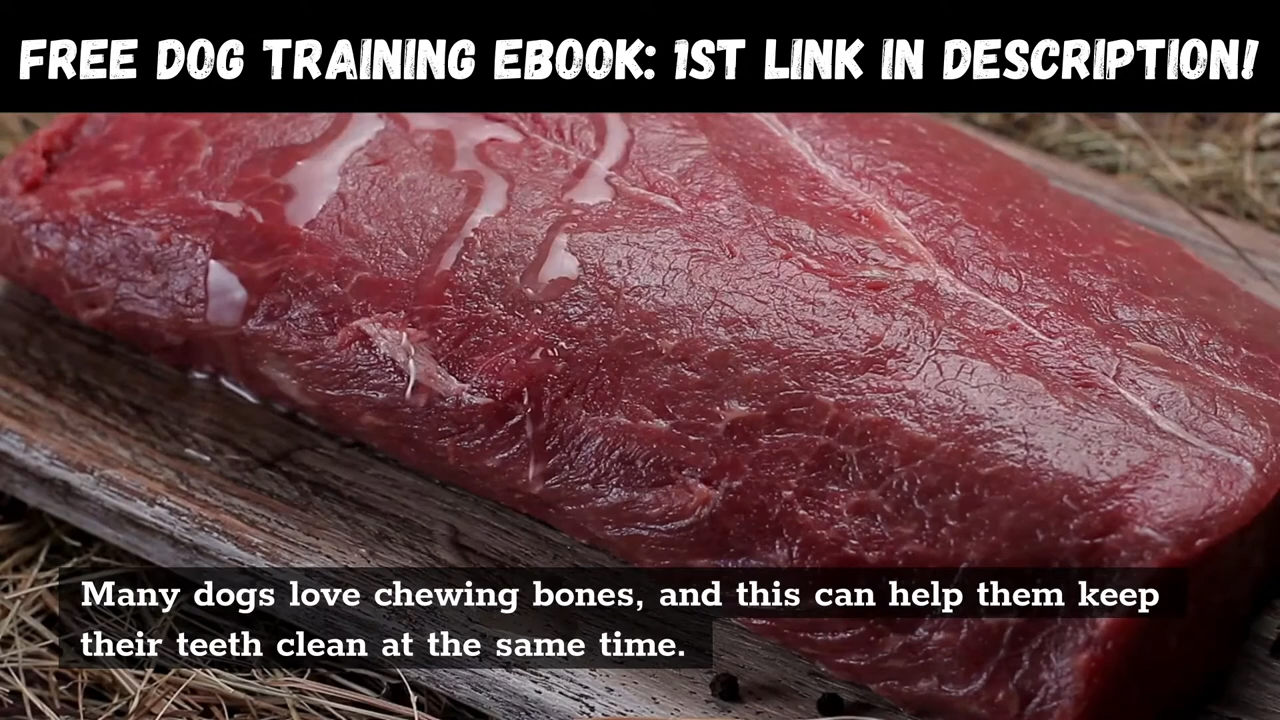 FREE DOG TRAINING EBOOK: 1ST LINK IN DESCRIPTION!
Many dogs love chewing bones, and this can help them keep
their teeth clean at the same time.